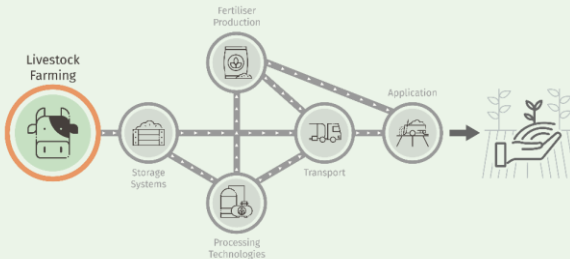 Fertiliser
Production
Livestock
Farming
Application
Storage
Systems
Transport
Processing
Technologies